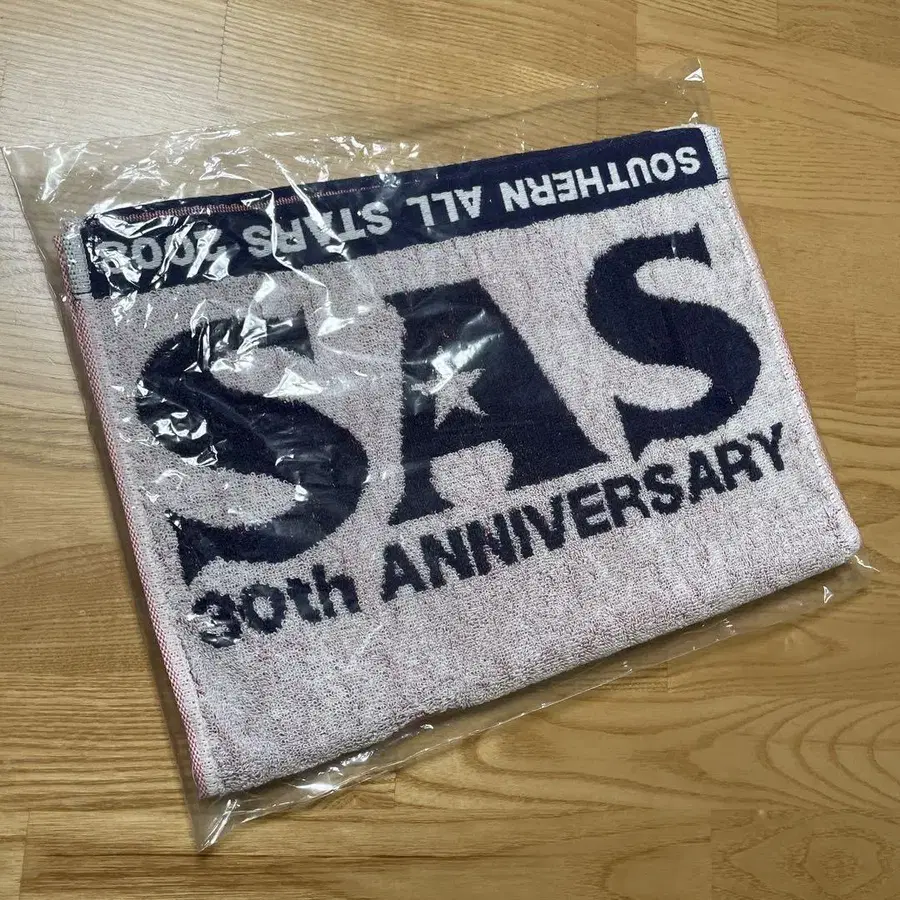 SOUTHERN ALL STARS 2008
SAS
30th ANNIVERSARY